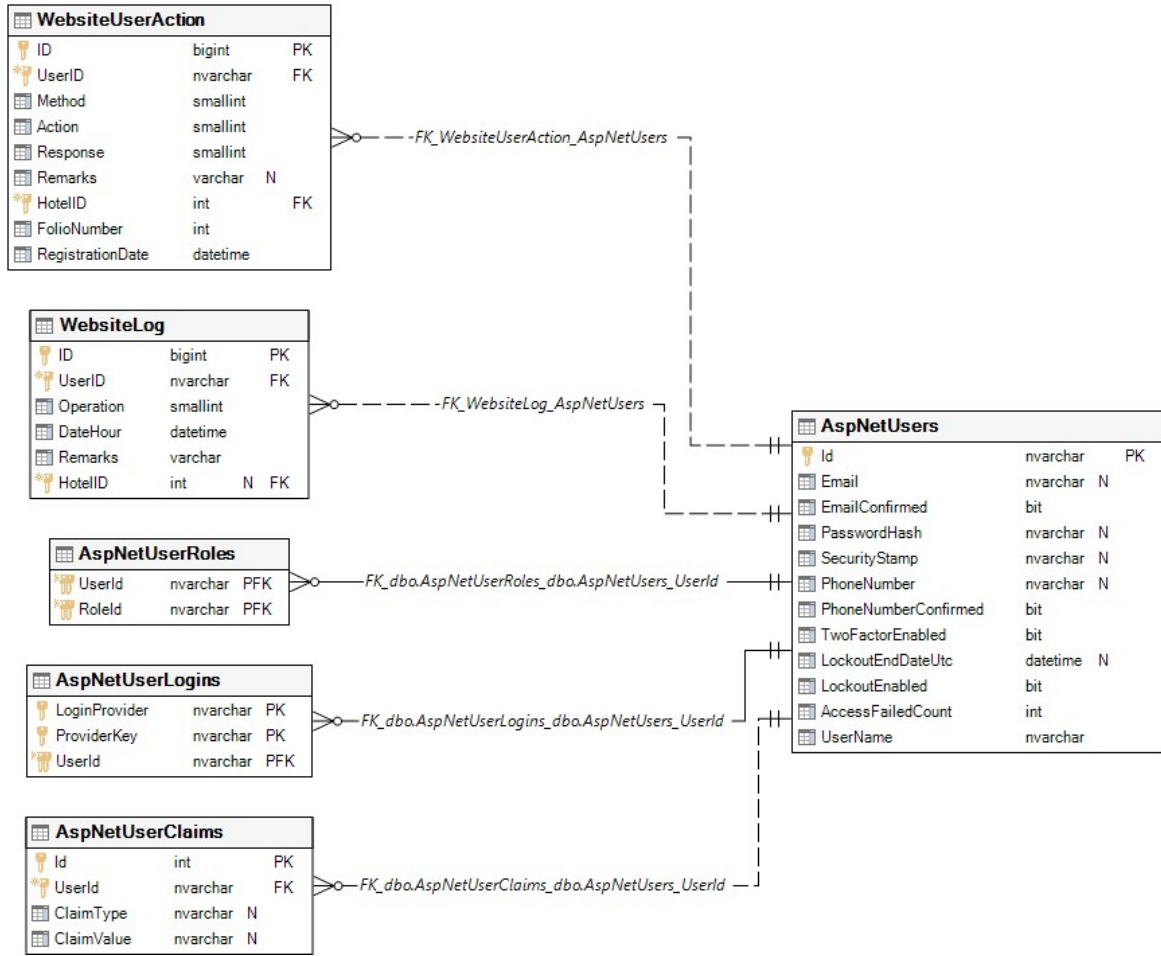 WebsiteUserAction
ID bigint PK
UserID nvarchar FK
Method smallint
Action smallint
Response smallint
Remarks varchar N
HotelID int FK
FolioNumber int
RegistrationDate datetime
FK_WebsiteUserAction_AspNetUsers
WebsiteLog
ID bigint PK
UserID nvarchar FK
Operation smallint
DateHour datetime
Remarks varchar
HotelID int N FK
FK_WebsiteLog_AspNetUsers
AspNetUserRoles
UserId nvarchar PFK
RoleId nvarchar PFK
FK_dbo.AspNetUserRoles_dbo.AspNetUsers_UserId
AspNetUserLogins
LoginProvider nvarchar PK
ProviderKey nvarchar PK
UserId nvarchar PFK
FK_dbo.AspNetUserLogins_dbo.AspNetUsers_UserId
AspNetUserClaims
Id int PK
UserId nvarchar FK
ClaimType nvarchar N
ClaimValue nvarchar N
FK_dbo.AspNetUserClaims_dbo.AspNetUsers_UserId
AspNetUsers
Id nvarchar PK
Email nvarchar N
EmailConfirmed bit
PasswordHash nvarchar N
SecurityStamp nvarchar N
PhoneNumber nvarchar N
PhoneNumberConfirmed bit
TwoFactorEnabled bit
LockoutEndDateUtc datetime N
LockoutEnabled bit
AccessFailedCount int
UserName nvarchar